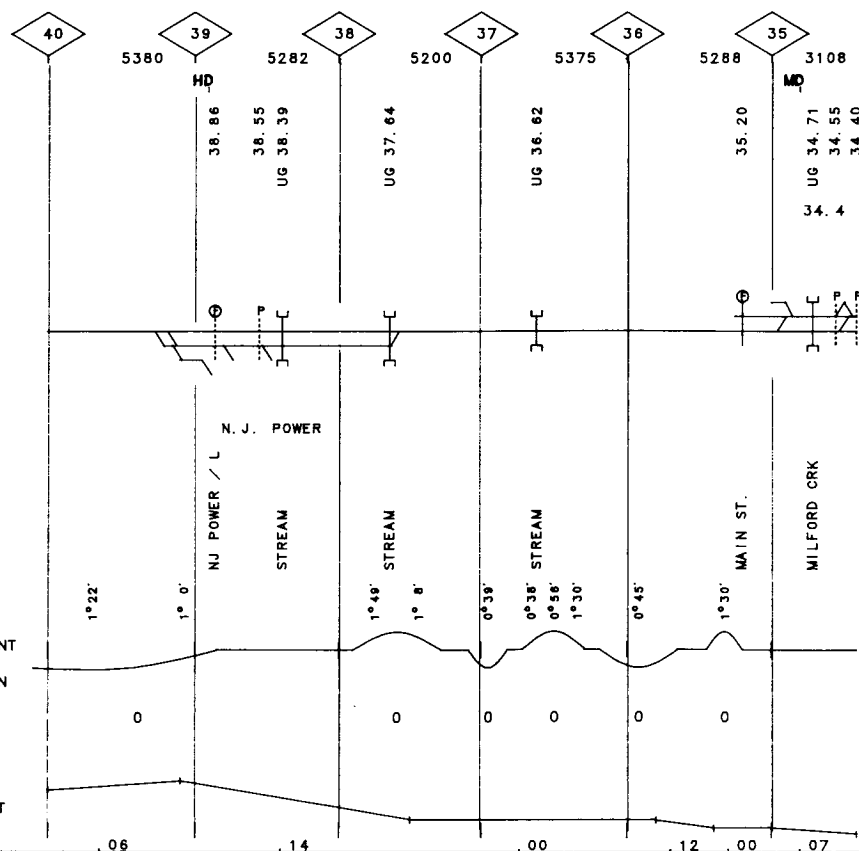 40 39 38 37 36 35
5380 5282 5200 5375 5288 3108
HD MD
38.86
38.55
UG 38.39
UG 37.64
UG 36.62
35.20
UG 34.71
34.55
34.40
34.4
F P F P P
N.J. POWER
NJ POWER / L
STREAM
STREAM
STREAM
MAIN ST.
MILFORD CRK
1°22'
1°0'
1°49'
1°8'
0°39'
0°38'
0°56'
1°30'
0°45'
1°30'
NT
N
0 0 0 0 0 0
T
.06 .14 .00 .12 .00 .07